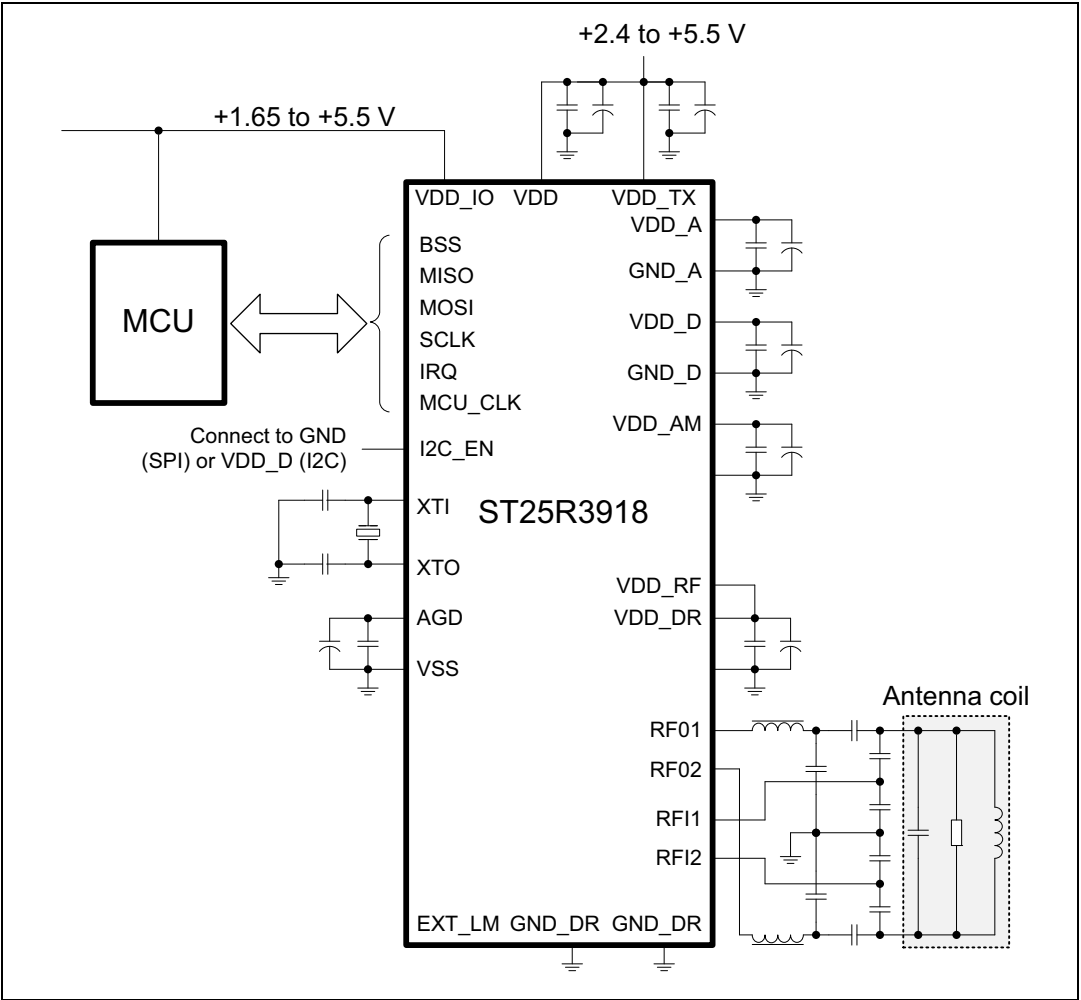 +2.4 to +5.5 V
+1.65 to +5.5 V
VDD_IO VDD VDD_TX
VDD_A
BSS
MISO
GND_A
MOSI
MCU
VDD_D
SCLK
IRQ
GND_D
MCU_CLK
VDD_AM
Connect to GND
(SPI) or VDD_D (I2C)
I2C_EN
XTI
ST25R3918
XTO
VDD_RF
AGD
VDD_DR
VSS
Antenna coil
RF01
RF02
RFI1
RFI2
EXT_LM GND_DR GND_DR